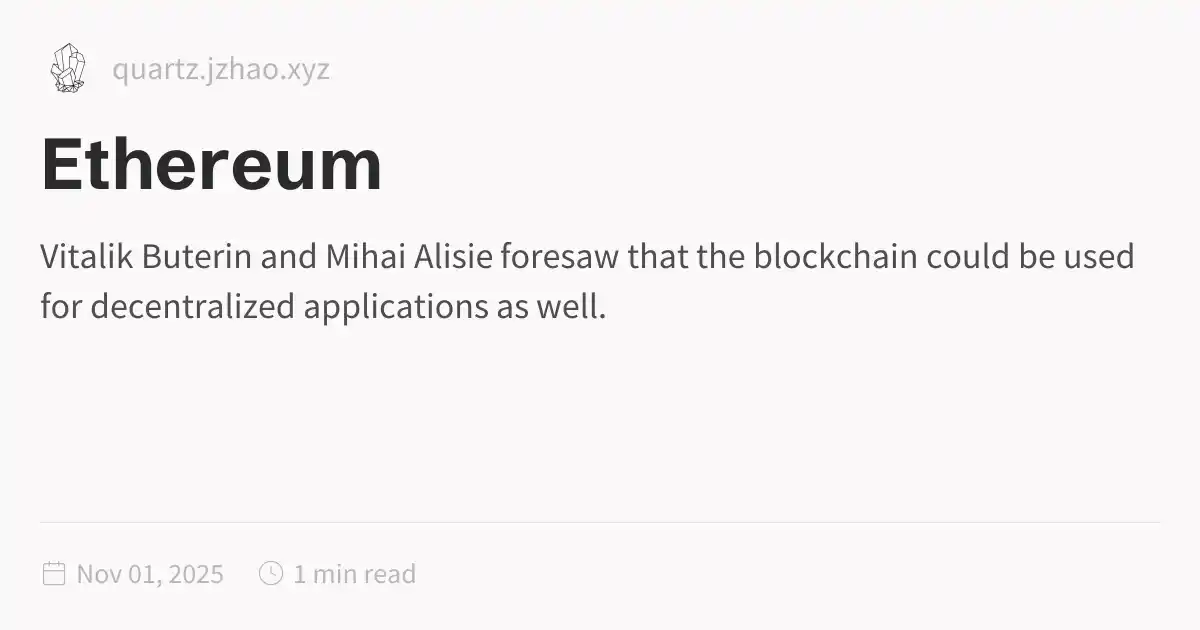 quartz.jzhao.xyz
Ethereum
Vitalik Buterin and Mihai Alisie foresaw that the blockchain could be used
for decentralized applications as well.
Nov 01, 2025 1 min read